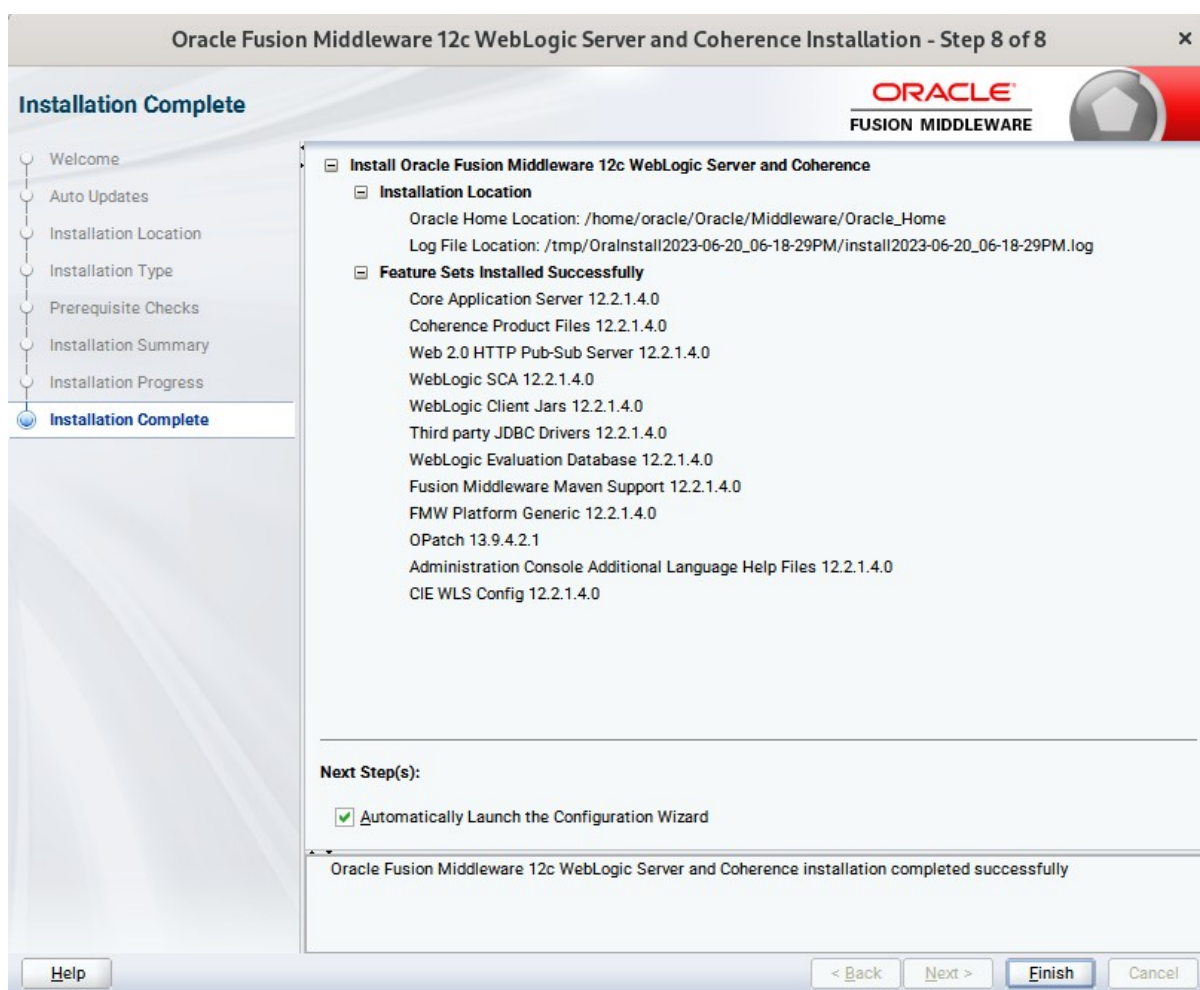 Oracle Fusion Middleware 12c WebLogic Server and Coherence Installation - Step 8 of 8
Installation Complete
ORACLE
FUSION MIDDLEWARE
Welcome
Auto Updates
Installation Location
Installation Type
Prerequisite Checks
Installation Summary
Installation Progress
Installation Complete
Install Oracle Fusion Middleware 12c WebLogic Server and Coherence
Installation Location
Oracle Home Location: /home/oracle/Oracle/Middleware/Oracle_Home
Log File Location: /tmp/OraInstall2023-06-20_06-18-29PM/install2023-06-20_06-18-29PM.log
Feature Sets Installed Successfully
Core Application Server 12.2.1.4.0
Coherence Product Files 12.2.1.4.0
Web 2.0 HTTP Pub-Sub Server 12.2.1.4.0
WebLogic SCA 12.2.1.4.0
WebLogic Client Jars 12.2.1.4.0
Third party JDBC Drivers 12.2.1.4.0
WebLogic Evaluation Database 12.2.1.4.0
Fusion Middleware Maven Support 12.2.1.4.0
FMW Platform Generic 12.2.1.4.0
OPatch 13.9.4.2.1
Administration Console Additional Language Help Files 12.2.1.4.0
CIE WLS Config 12.2.1.4.0
Next Step(s):
Automatically Launch the Configuration Wizard
Oracle Fusion Middleware 12c WebLogic Server and Coherence installation completed successfully
Help
< Back
Next >
Finish
Cancel